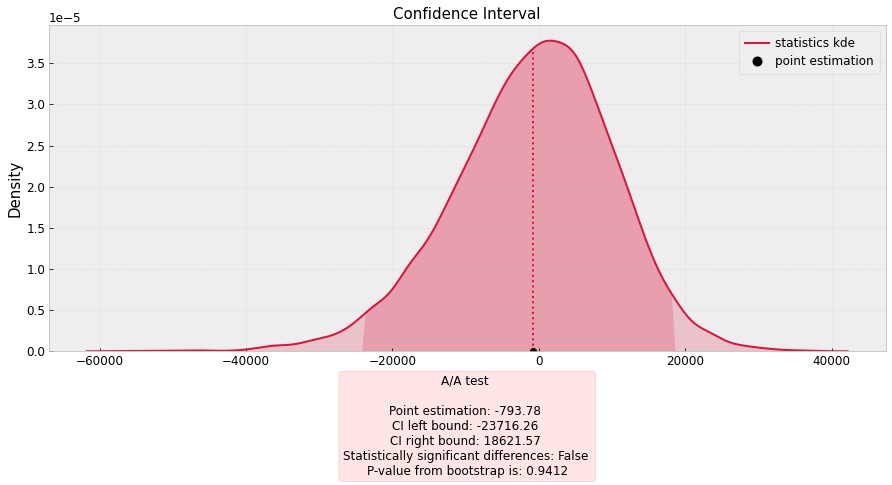 Confidence Interval
1e−5
statistics kde
point estimation
Density
3.5
3.0
2.5
2.0
1.5
1.0
0.5
0.0
−60000 −40000 −20000 0 20000 40000
A/A test
Point estimation: -793.78
CI left bound: -23716.26
CI right bound: 18621.57
Statistically significant differences: False
P-value from bootstrap is: 0.9412